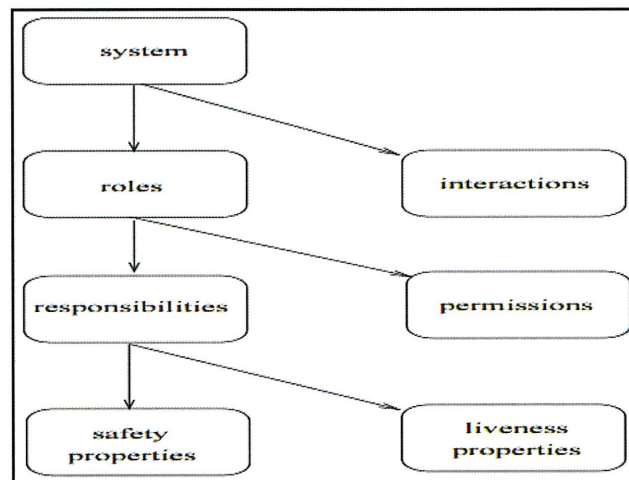 system
roles
interactions
responsibilities
permissions
safety
properties
liveness
properties